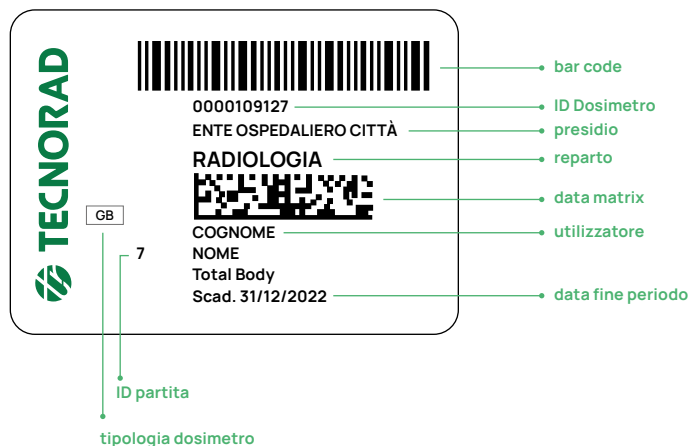 TECNORAD
bar code
0000109127
ID Dosimetro
ENTE OSPEDALIERO CITTÀ
presidio
RADIOLOGIA
reparto
data matrix
GB
COGNOME
utilizzatore
7
NOME
Total Body
Scad. 31/12/2022
data fine periodo
ID partita
tipologia dosimetro